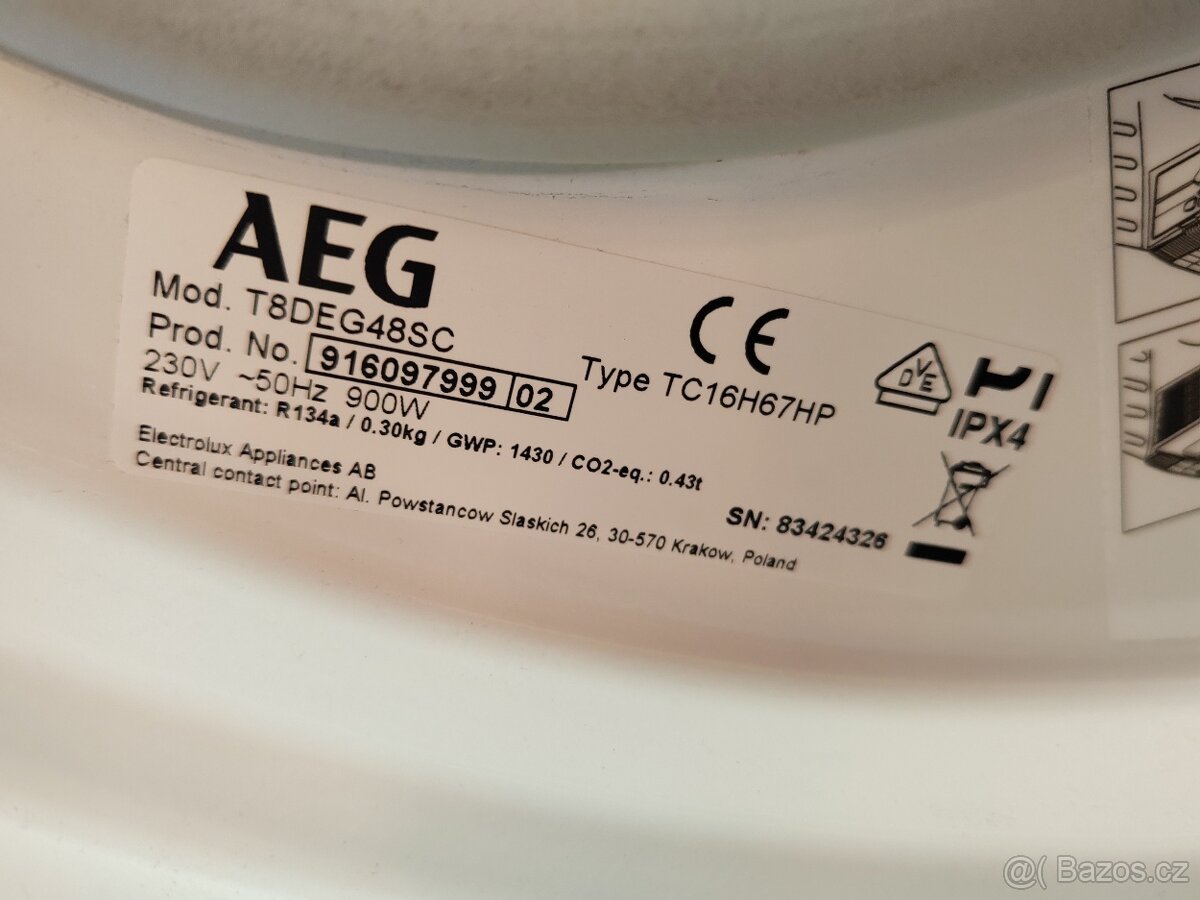 AEG
Mod. T8DEG48SC
Prod. No. 916097999 02
230V ~50Hz 900W
Type TC16H67HP
Refrigerant: R134a / 0.30kg / GWP: 1430 / CO2-eq.: 0.43t
Electrolux Appliances AB
Central contact point: Al. Powstancow Slaskich 26, 30-570 Krakow, Poland
SN: 83424326
CE
DVE
IPX4
@( Bazos.cz